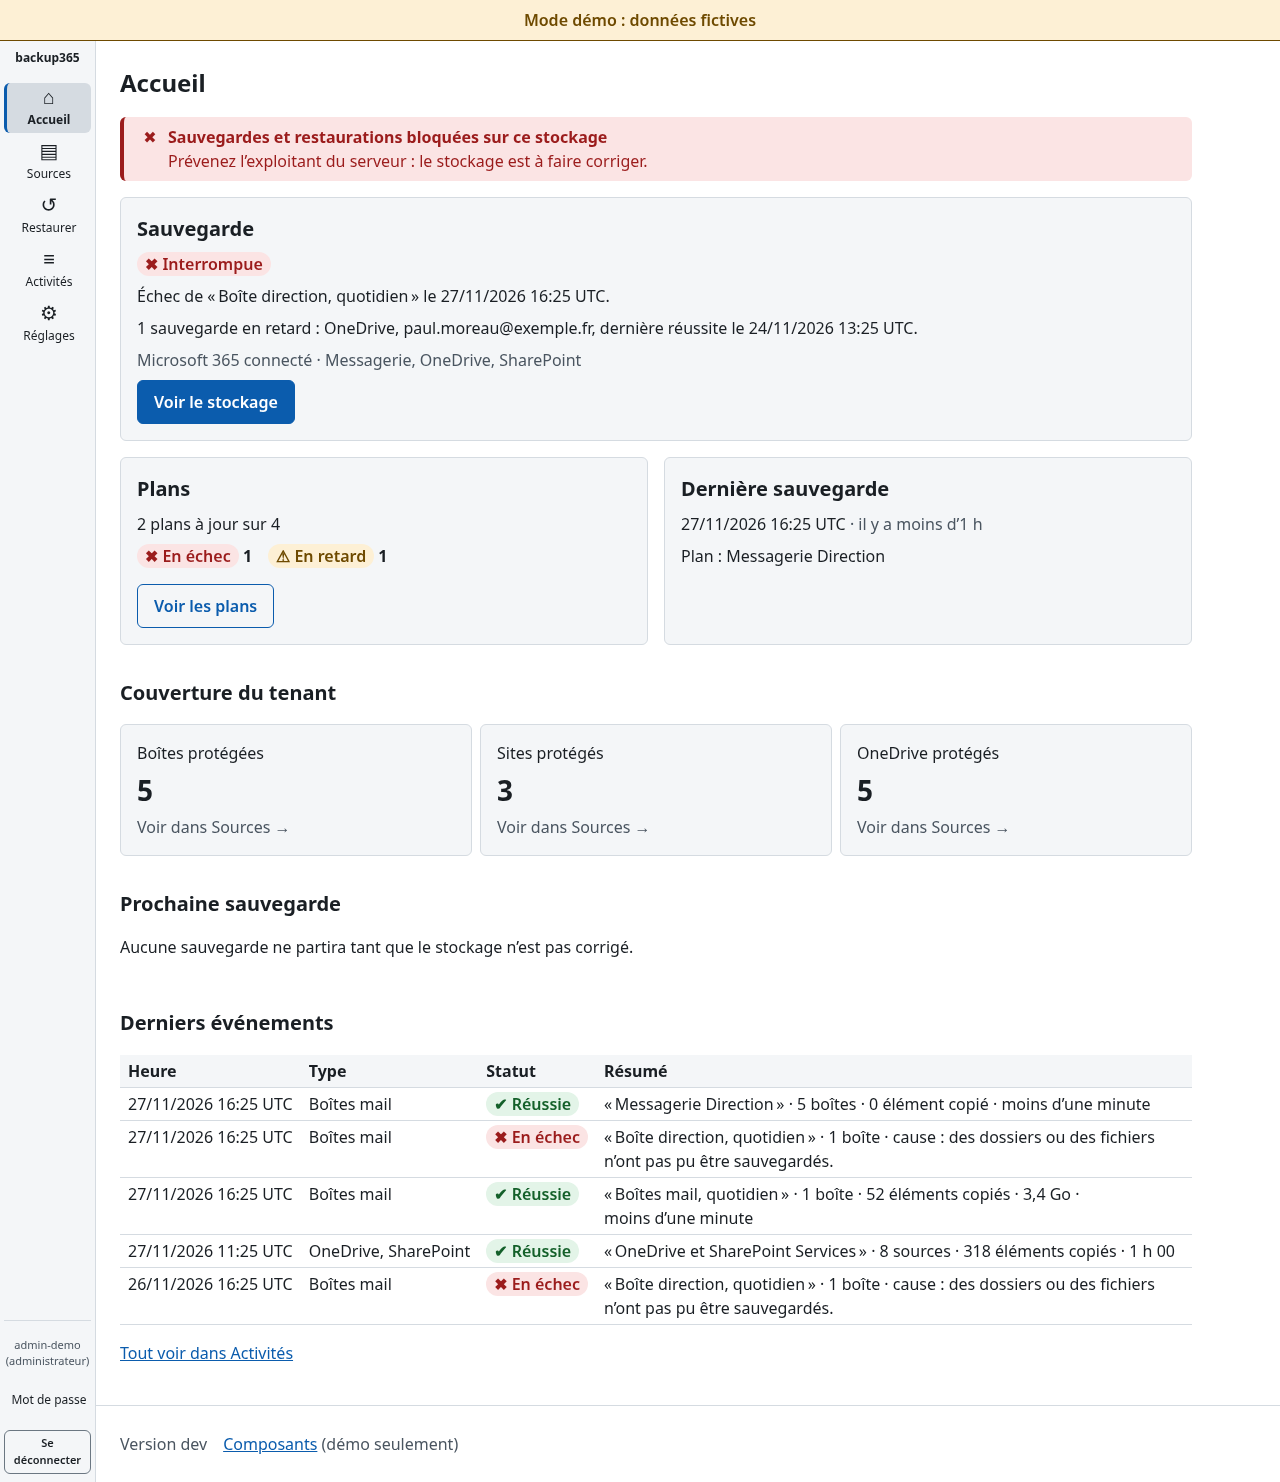 Mode démo : données fictives
backup365
Accueil
Sources
Restaurer
Activités
Réglages
admin-demo
(administrateur)
Mot de passe
Se
déconnecter
Accueil
✖ Sauvegardes et restaurations bloquées sur ce stockage
Prévenez l’exploitant du serveur : le stockage est à faire corriger.
Sauvegarde
✖ Interrompue
Échec de « Boîte direction, quotidien » le 27/11/2026 16:25 UTC.
1 sauvegarde en retard : OneDrive, paul.moreau@exemple.fr, dernière réussite le 24/11/2026 13:25 UTC.
Microsoft 365 connecté · Messagerie, OneDrive, SharePoint
Voir le stockage
Plans
2 plans à jour sur 4
✖ En échec 1 ⚠ En retard 1
Voir les plans
Dernière sauvegarde
27/11/2026 16:25 UTC · il y a moins d’1 h
Plan : Messagerie Direction
Couverture du tenant
Boîtes protégées
5
Voir dans Sources →
Sites protégés
3
Voir dans Sources →
OneDrive protégés
5
Voir dans Sources →
Prochaine sauvegarde
Aucune sauvegarde ne partira tant que le stockage n’est pas corrigé.
Derniers événements
Heure Type Statut Résumé
27/11/2026 16:25 UTC Boîtes mail ✔ Réussie « Messagerie Direction » · 5 boîtes · 0 élément copié · moins d’une minute
27/11/2026 16:25 UTC Boîtes mail ✖ En échec « Boîte direction, quotidien » · 1 boîte · cause : des dossiers ou des fichiers
n’ont pas pu être sauvegardés.
27/11/2026 16:25 UTC Boîtes mail ✔ Réussie « Boîtes mail, quotidien » · 1 boîte · 52 éléments copiés · 3,4 Go ·
moins d’une minute
27/11/2026 11:25 UTC OneDrive, SharePoint ✔ Réussie « OneDrive et SharePoint Services » · 8 sources · 318 éléments copiés · 1 h 00
26/11/2026 16:25 UTC Boîtes mail ✖ En échec « Boîte direction, quotidien » · 1 boîte · cause : des dossiers ou des fichiers
n’ont pas pu être sauvegardés.
Tout voir dans Activités
Version dev Composants (démo seulement)